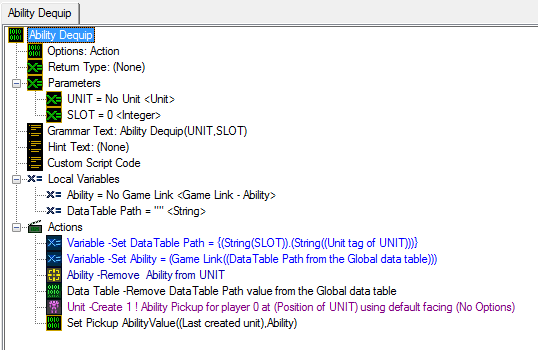 Ability Dequip
Ability Dequip
Options: Action
Return Type: (None)
Parameters
UNIT = No Unit <Unit>
SLOT = 0 <Integer>
Grammar Text: Ability Dequip(UNIT,SLOT)
Hint Text: (None)
Custom Script Code
Local Variables
Ability = No Game Link <Game Link - Ability>
DataTable Path = "" <String>
Actions
Variable -Set DataTable Path = {(String(SLOT)).(String((Unit tag of UNIT)))}
Variable -Set Ability = (Game Link((DataTable Path from the Global data table)))
Ability -Remove Ability from UNIT
Data Table -Remove DataTable Path value from the Global data table
Unit -Create 1 ! Ability Pickup for player 0 at (Position of UNIT) using default facing (No Options)
Set Pickup AbilityValue((Last created unit),Ability)